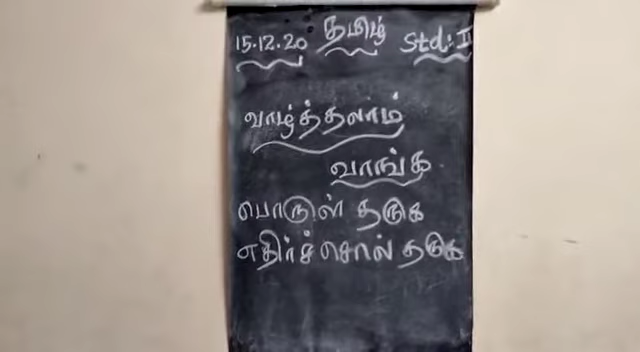 15.12.20 தமிழ் Std: II
வாழ்த்தலாம்
வாங்க
பொருள் தருக
எதிர்ச்சொல் தருக